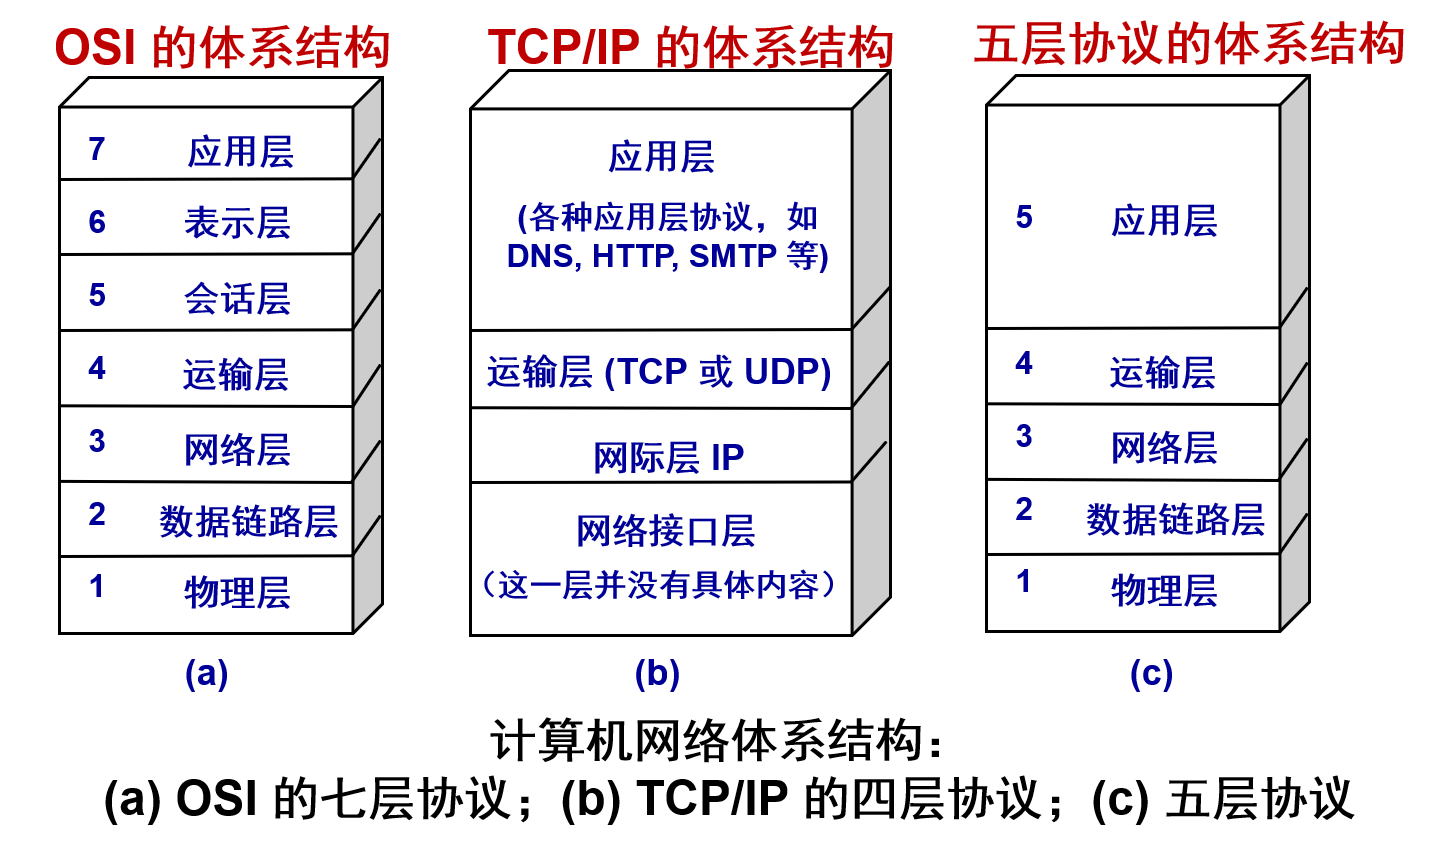 OSI 的体系结构
7 应用层
6 表示层
5 会话层
4 运输层
3 网络层
2 数据链路层
1 物理层
(a)
TCP/IP 的体系结构
应用层
(各种应用层协议，如
DNS, HTTP, SMTP 等)
运输层 (TCP 或 UDP)
网际层 IP
网络接口层
（这一层并没有具体内容）
(b)
五层协议的体系结构
5 应用层
4 运输层
3 网络层
2 数据链路层
1 物理层
(c)
计算机网络体系结构：
(a) OSI 的七层协议；(b) TCP/IP 的四层协议；(c) 五层协议